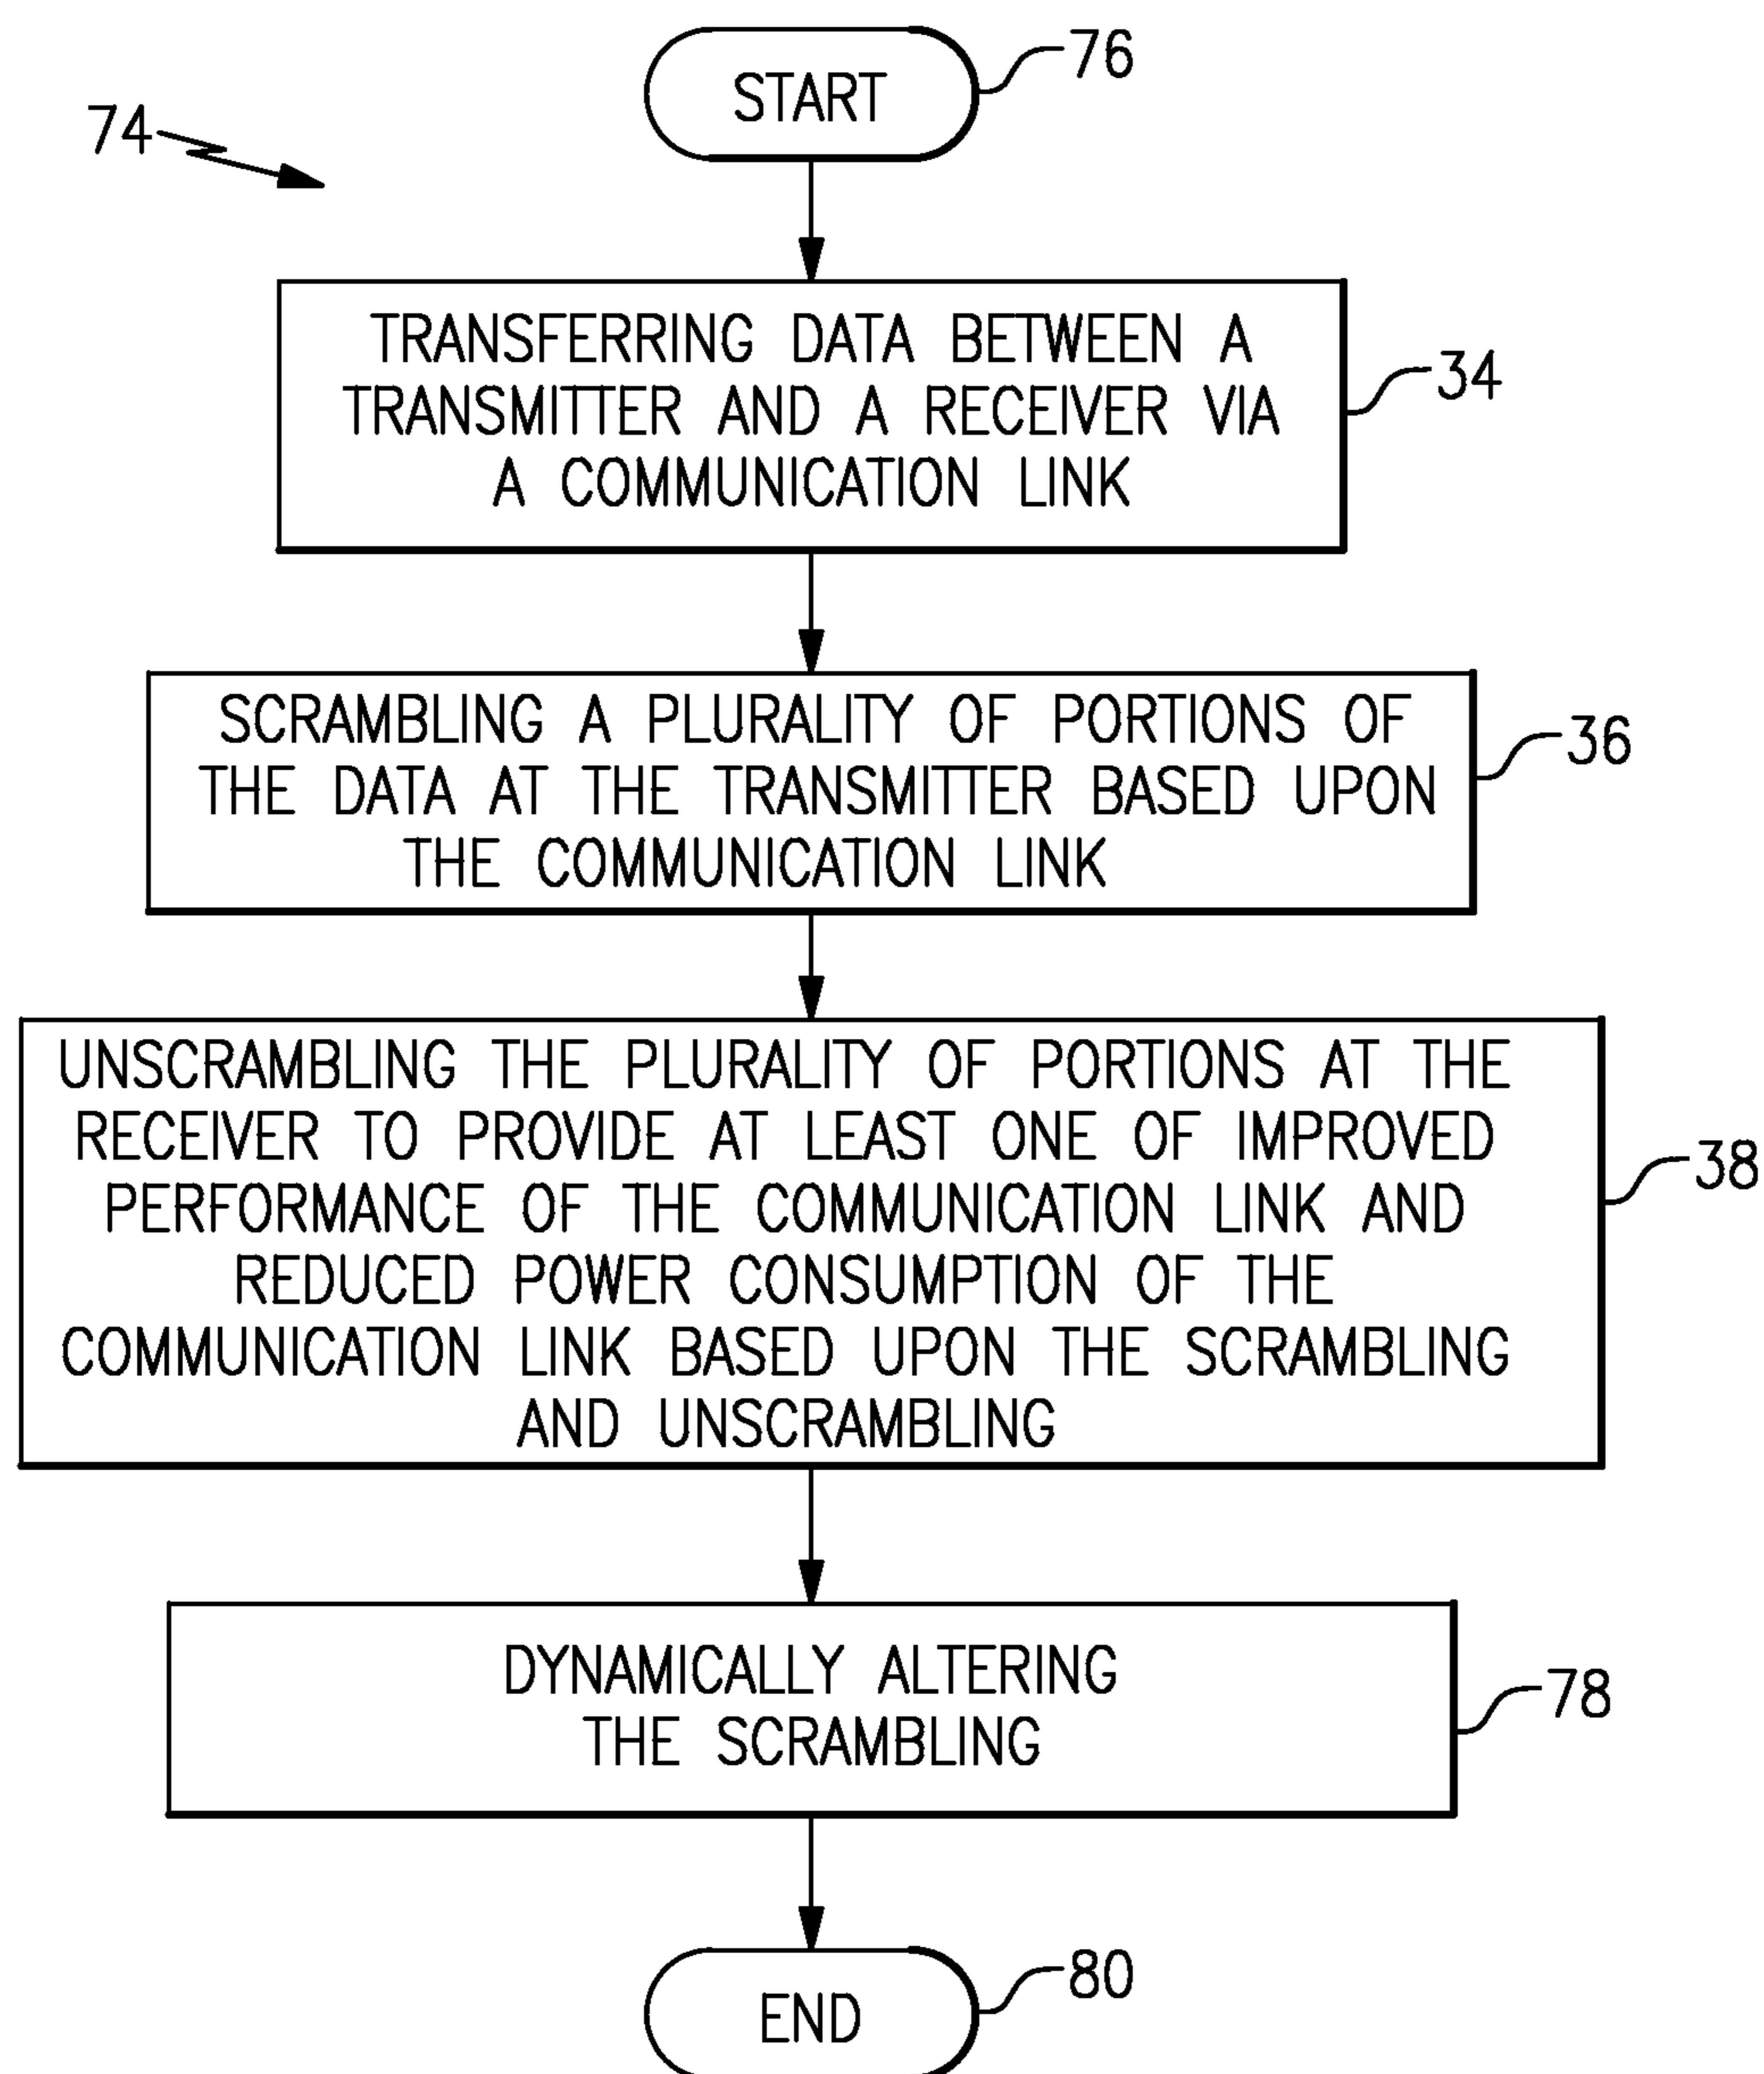 START
76
74
TRANSFERRING DATA BETWEEN A
TRANSMITTER AND A RECEIVER VIA
A COMMUNICATION LINK
34
SCRAMBLING A PLURALITY OF PORTIONS OF
THE DATA AT THE TRANSMITTER BASED UPON
THE COMMUNICATION LINK
36
UNSCRAMBLING THE PLURALITY OF PORTIONS AT THE
RECEIVER TO PROVIDE AT LEAST ONE OF IMPROVED
PERFORMANCE OF THE COMMUNICATION LINK AND
REDUCED POWER CONSUMPTION OF THE
COMMUNICATION LINK BASED UPON THE SCRAMBLING
AND UNSCRAMBLING
38
DYNAMICALLY ALTERING
THE SCRAMBLING
78
END
80